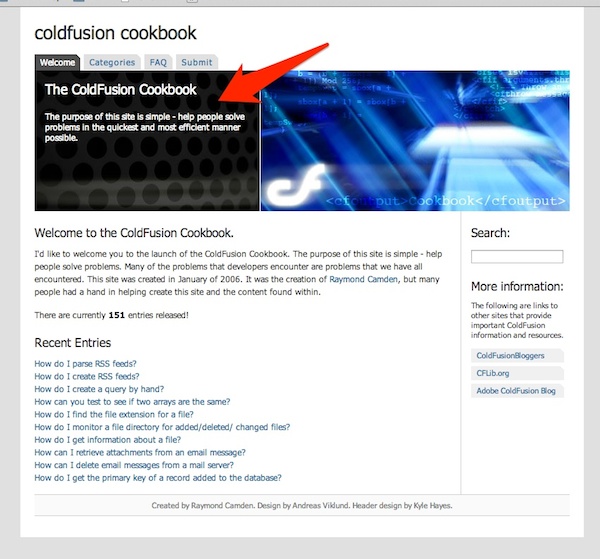 coldfusion cookbook
Welcome Categories FAQ Submit
The ColdFusion Cookbook
The purpose of this site is simple - help people solve
problems in the quickest and most efficient manner
possible.
cf
<cfoutput>Cookbook</cfoutput>
Welcome to the ColdFusion Cookbook.
I'd like to welcome you to the launch of the ColdFusion Cookbook. The purpose of this site is simple - help
people solve problems. Many of the problems that developers encounter are problems that we have all
encountered. This site was created in January of 2006. It was the creation of Raymond Camden, but many
people had a hand in helping create this site and the content found within.
There are currently 151 entries released!
Recent Entries
How do I parse RSS feeds?
How do I create RSS feeds?
How do I create a query by hand?
How can you test to see if two arrays are the same?
How do I find the file extension for a file?
How do I monitor a file directory for added/deleted/ changed files?
How do I get information about a file?
How can I retrieve attachments from an email message?
How can I delete email messages from a mail server?
How do I get the primary key of a record added to the database?
Search:
More information:
The following are links to
other sites that provide
important ColdFusion
information and resources.
ColdFusionBloggers
CFLib.org
Adobe ColdFusion Blog
Created by Raymond Camden. Design by Andreas Viklund. Header design by Kyle Hayes.